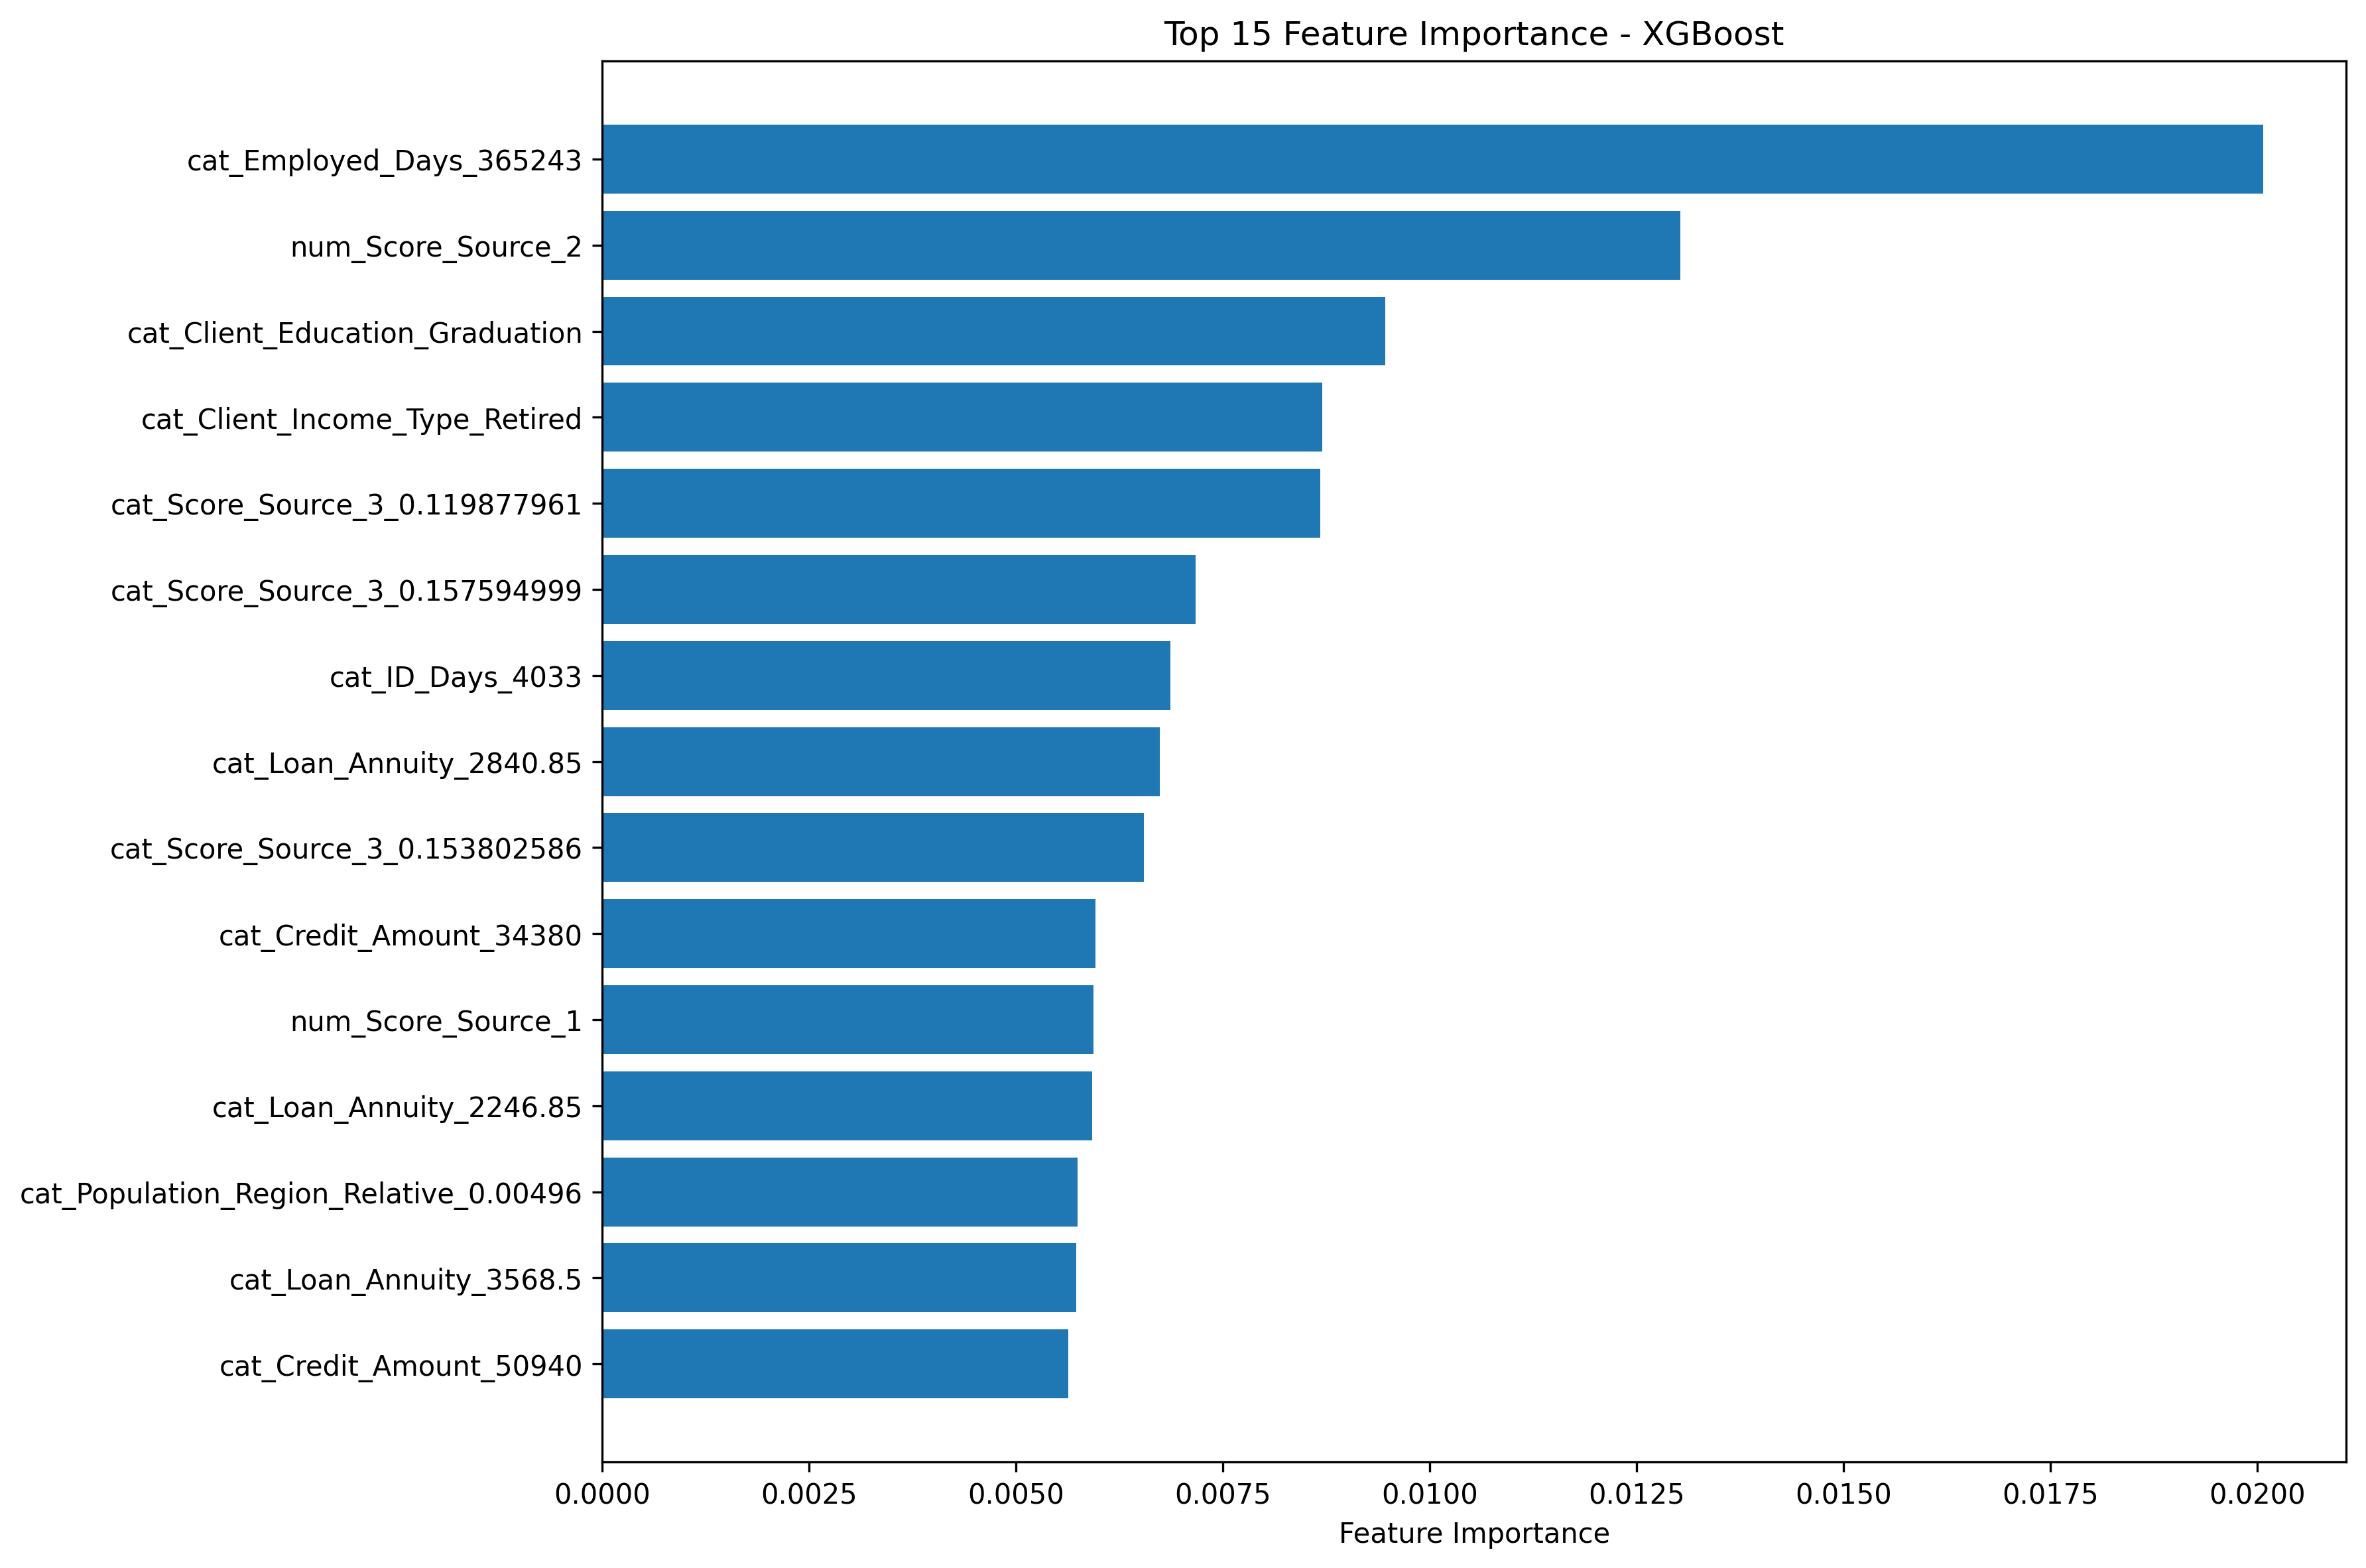 Top 15 Feature Importance - XGBoost
cat_Employed_Days_365243
num_Score_Source_2
cat_Client_Education_Graduation
cat_Client_Income_Type_Retired
cat_Score_Source_3_0.119877961
cat_Score_Source_3_0.157594999
cat_ID_Days_4033
cat_Loan_Annuity_2840.85
cat_Score_Source_3_0.153802586
cat_Credit_Amount_34380
num_Score_Source_1
cat_Loan_Annuity_2246.85
cat_Population_Region_Relative_0.00496
cat_Loan_Annuity_3568.5
cat_Credit_Amount_50940
0.0000 0.0025 0.0050 0.0075 0.0100 0.0125 0.0150 0.0175 0.0200
Feature Importance